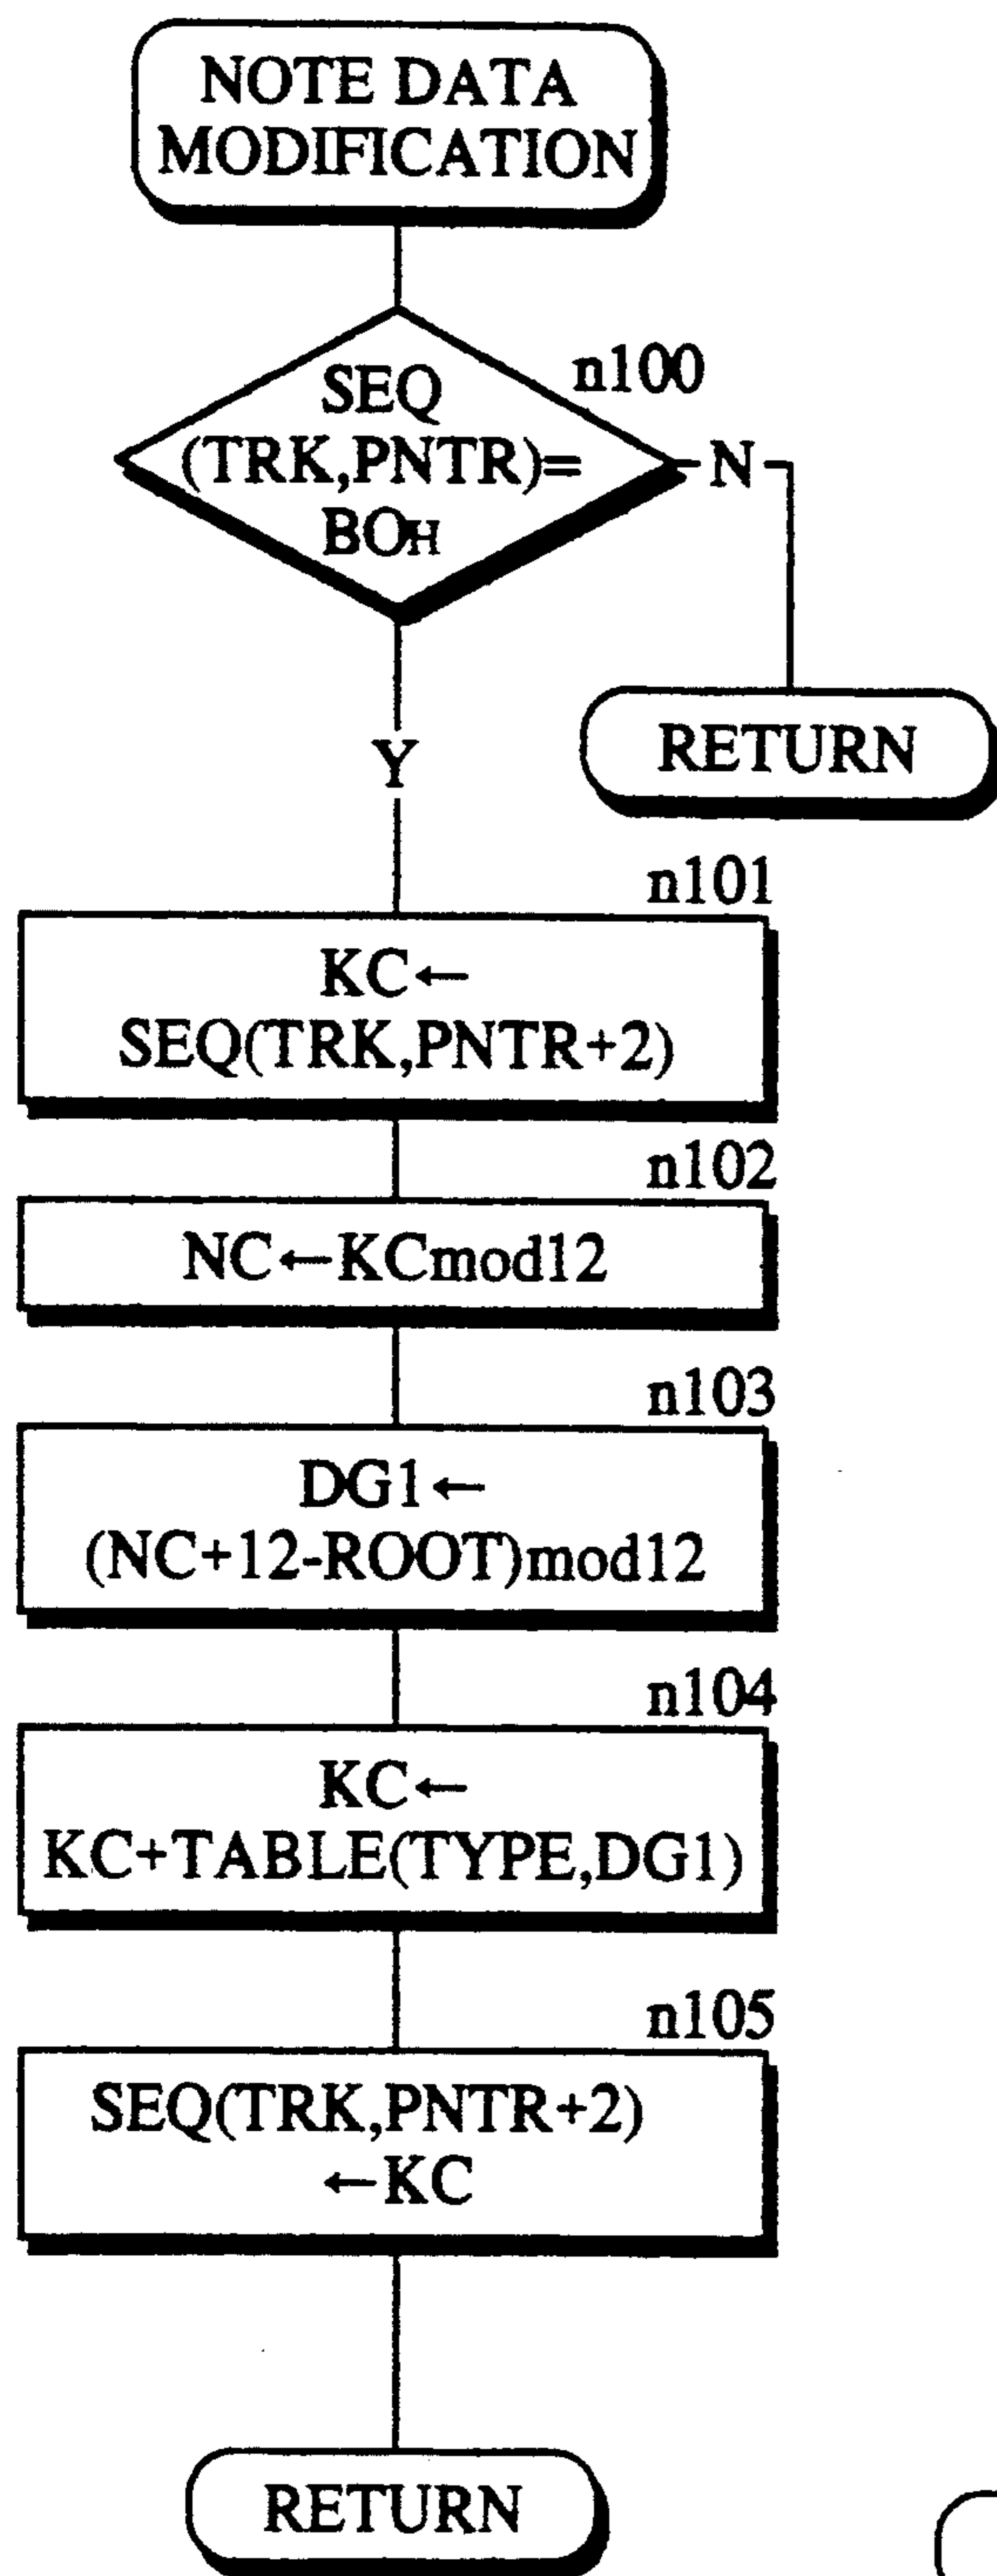 NOTE DATA
MODIFICATION
n100
SEQ
(TRK,PNTR)=
BOH
N
RETURN
Y
n101
KC←
SEQ(TRK,PNTR+2)
n102
NC←KCmod12
n103
DG1←
(NC+12-ROOT)mod12
n104
KC←
KC+TABLE(TYPE,DG1)
n105
SEQ(TRK,PNTR+2)
←KC
RETURN